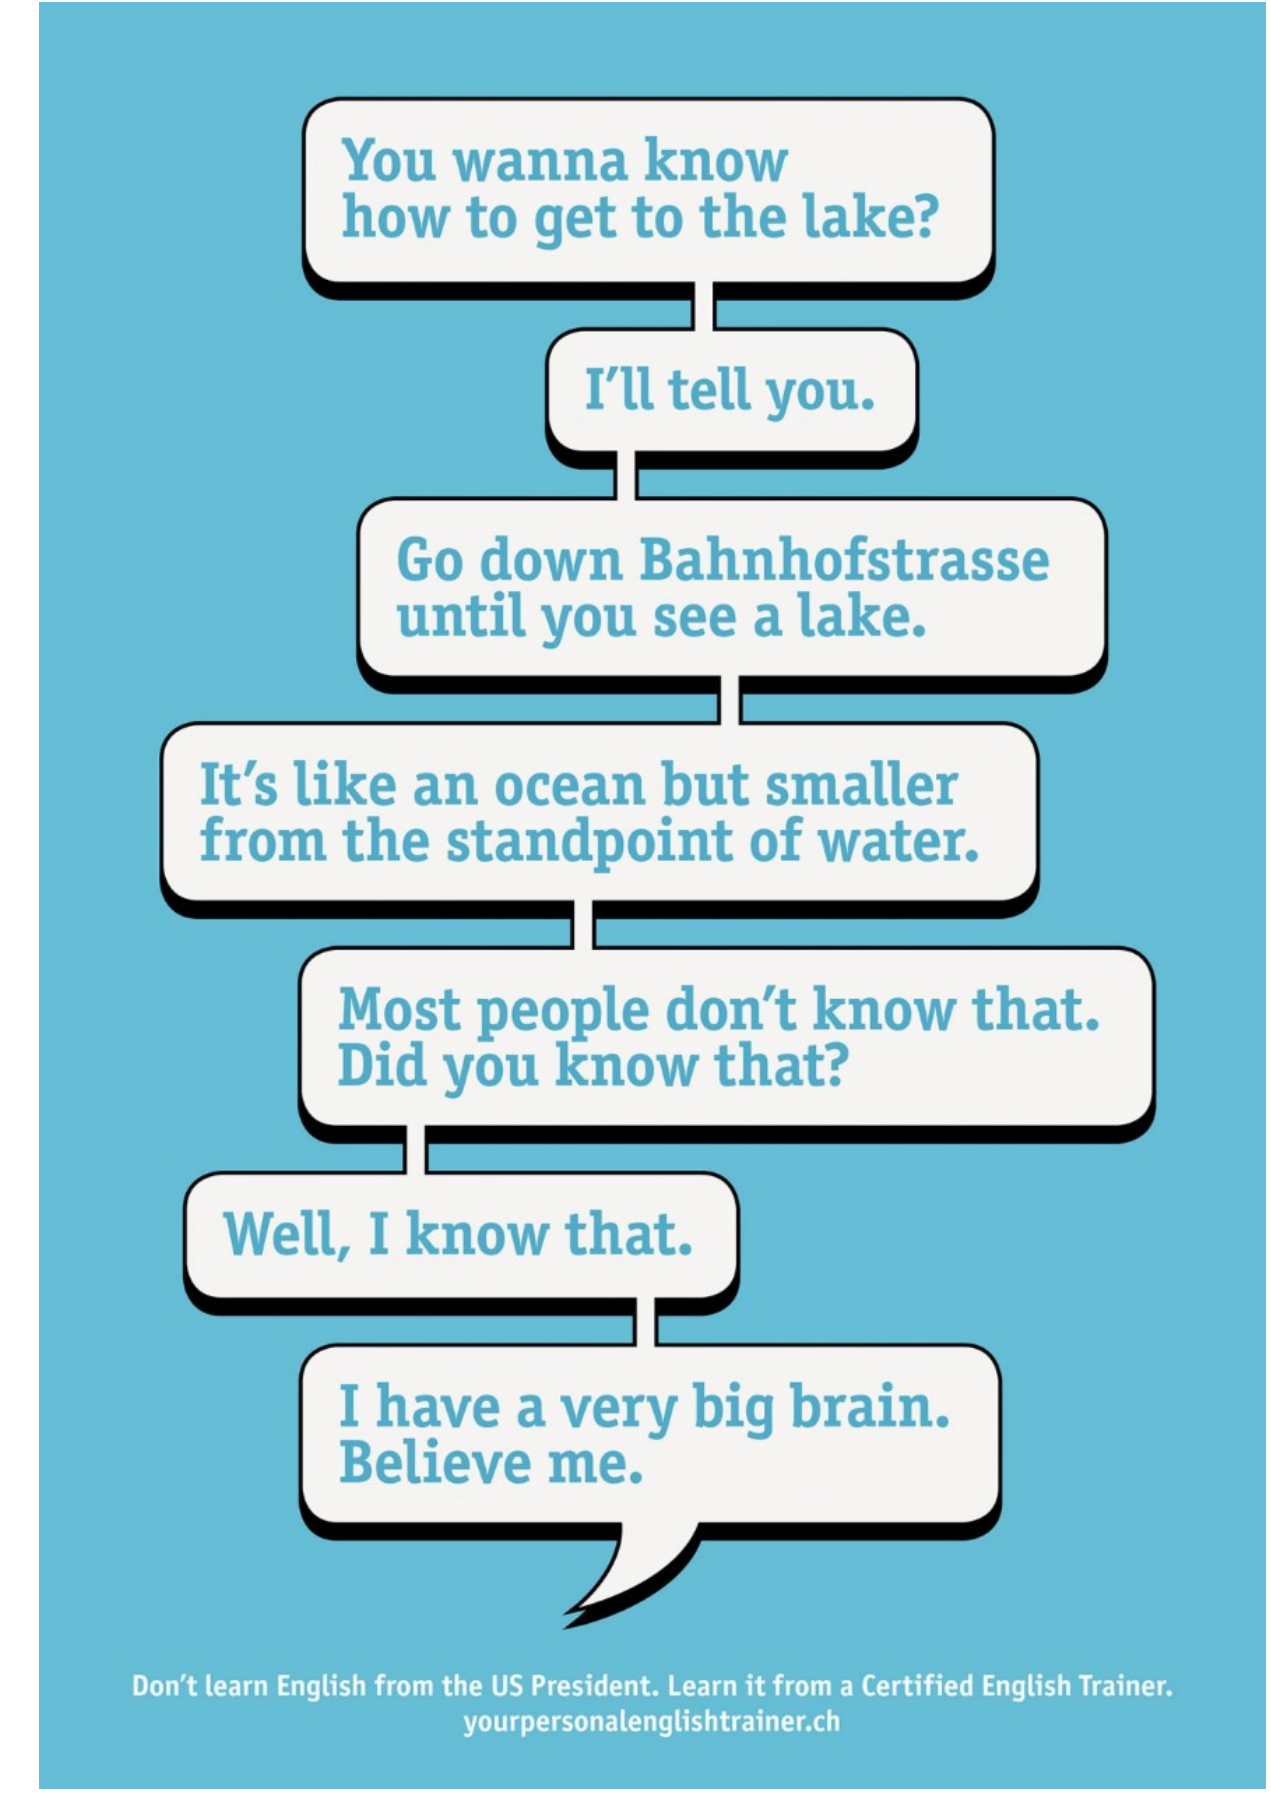 You wanna know
how to get to the lake?
I’ll tell you.
Go down Bahnhofstrasse
until you see a lake.
It’s like an ocean but smaller
from the standpoint of water.
Most people don’t know that.
Did you know that?
Well, I know that.
I have a very big brain.
Believe me.
Don’t learn English from the US President. Learn it from a Certified English Trainer.
yourpersonalenglishtrainer.ch